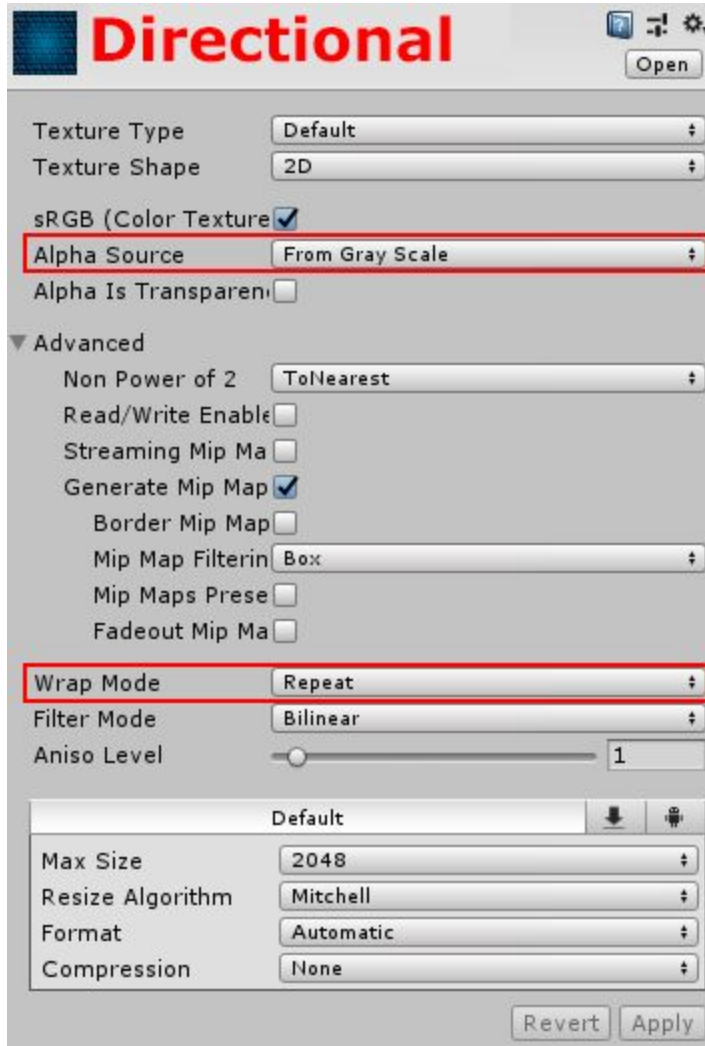 Directional
Open
Texture Type Default
Texture Shape 2D
sRGB (Color Texture
Alpha Source From Gray Scale
Alpha Is Transparen
Advanced
Non Power of 2 ToNearest
Read/Write Enable
Streaming Mip Ma
Generate Mip Map
Border Mip Map
Mip Map Filterin Box
Mip Maps Prese
Fadeout Mip Ma
Wrap Mode Repeat
Filter Mode Bilinear
Aniso Level 1
Default
Max Size 2048
Resize Algorithm Mitchell
Format Automatic
Compression None
Revert Apply